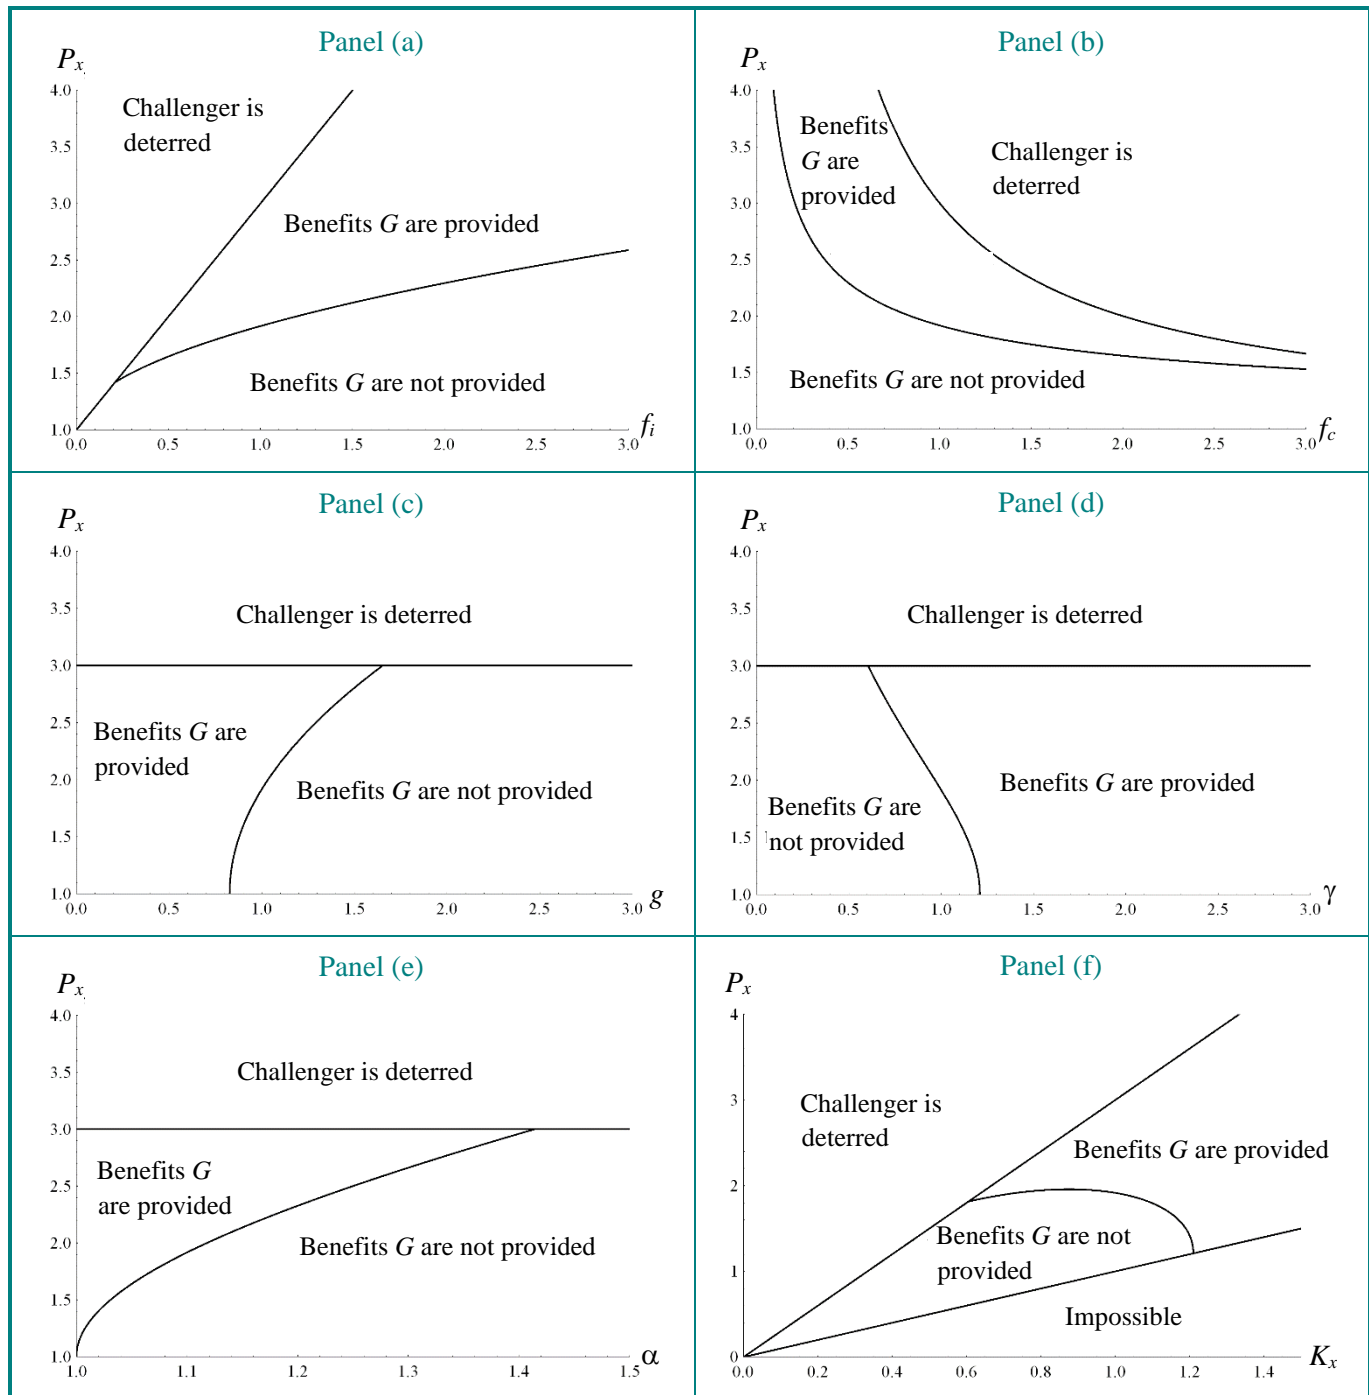 Panel (a)
Pₓ
4.0
3.5
3.0
2.5
2.0
1.5
1.0
Challenger is
deterred
Benefits G are provided
Benefits G are not provided
0.0 0.5 1.0 1.5 2.0 2.5 3.0
fᵢ
Panel (b)
Pₓ
4.0
3.5
3.0
2.5
2.0
1.5
1.0
Benefits
G are
provided
Challenger is
deterred
Benefits G are not provided
0.0 0.5 1.0 1.5 2.0 2.5 3.0
f_c
Panel (c)
Pₓ
4.0
3.5
3.0
2.5
2.0
1.5
1.0
Challenger is deterred
Benefits G are
provided
Benefits G are not provided
0.0 0.5 1.0 1.5 2.0 2.5 3.0
g
Panel (d)
Pₓ
4.0
3.5
3.0
2.5
2.0
1.5
1.0
Challenger is deterred
Benefits G are provided
Benefits G are
not provided
0.0 0.5 1.0 1.5 2.0 2.5 3.0
γ
Panel (e)
Pₓ
4.0
3.5
3.0
2.5
2.0
1.5
1.0
Challenger is deterred
Benefits G
are provided
Benefits G are not provided
1.0 1.1 1.2 1.3 1.4 1.5
α
Panel (f)
Pₓ
4
3
2
1
0
Challenger is
deterred
Benefits G are provided
Benefits G are not
provided
Impossible
0.0 0.2 0.4 0.6 0.8 1.0 1.2 1.4
Kₓ